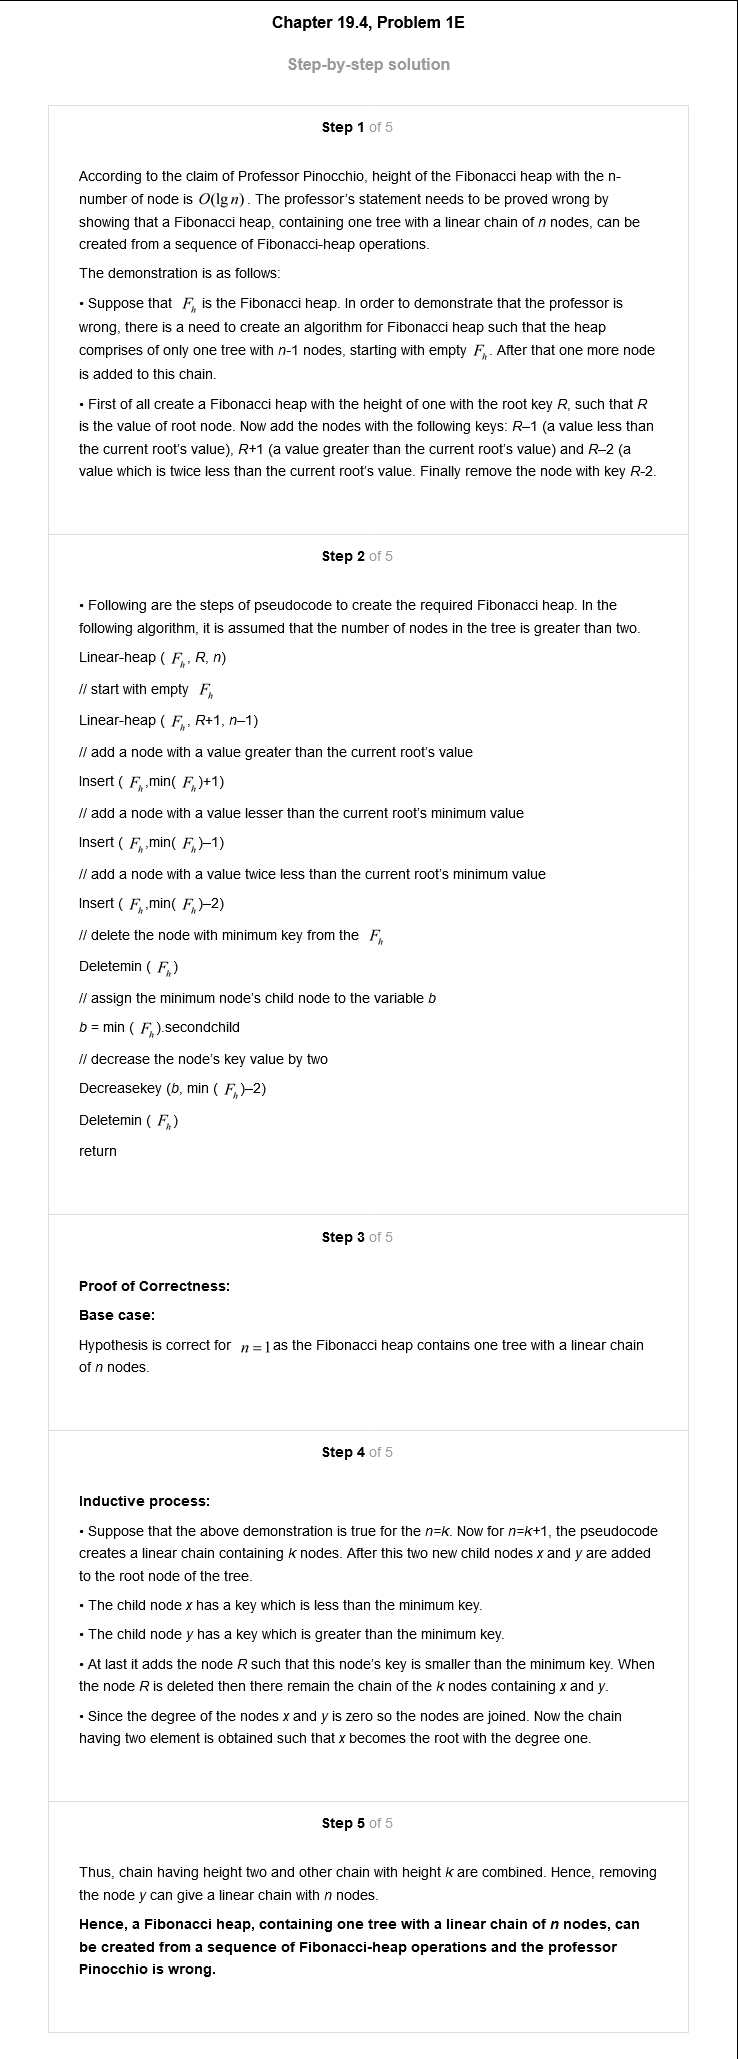 Chapter 19.4, Problem 1E
Step-by-step solution
Step 1 of 5
According to the claim of Professor Pinocchio, height of the Fibonacci heap with the n-
number of node is O(lg n). The professor's statement needs to be proved wrong by
showing that a Fibonacci heap, containing one tree with a linear chain of n nodes, can be
created from a sequence of Fibonacci-heap operations.
The demonstration is as follows:
• Suppose that F_h is the Fibonacci heap. In order to demonstrate that the professor is
wrong, there is a need to create an algorithm for Fibonacci heap such that the heap
comprises of only one tree with n-1 nodes, starting with empty F_h. After that one more node
is added to this chain.
• First of all create a Fibonacci heap with the height of one with the root key R, such that R
is the value of root node. Now add the nodes with the following keys: R–1 (a value less than
the current root's value), R+1 (a value greater than the current root's value) and R–2 (a
value which is twice less than the current root's value. Finally remove the node with key R-2.
Step 2 of 5
• Following are the steps of pseudocode to create the required Fibonacci heap. In the
following algorithm, it is assumed that the number of nodes in the tree is greater than two.
Linear-heap ( F_h, R, n)
// start with empty F_h
Linear-heap ( F_h, R+1, n–1)
// add a node with a value greater than the current root's value
Insert ( F_h,min( F_h)+1)
// add a node with a value lesser than the current root's minimum value
Insert ( F_h,min( F_h)–1)
// add a node with a value twice less than the current root's minimum value
Insert ( F_h,min( F_h)–2)
// delete the node with minimum key from the F_h
Deletemin ( F_h)
// assign the minimum node's child node to the variable b
b = min ( F_h).secondchild
// decrease the node's key value by two
Decreasekey (b, min ( F_h)–2)
Deletemin ( F_h)
return
Step 3 of 5
Proof of Correctness:
Base case:
Hypothesis is correct for n=1 as the Fibonacci heap contains one tree with a linear chain
of n nodes.
Step 4 of 5
Inductive process:
• Suppose that the above demonstration is true for the n=k. Now for n=k+1, the pseudocode
creates a linear chain containing k nodes. After this two new child nodes x and y are added
to the root node of the tree.
• The child node x has a key which is less than the minimum key.
• The child node y has a key which is greater than the minimum key.
• At last it adds the node R such that this node's key is smaller than the minimum key. When
the node R is deleted then there remain the chain of the k nodes containing x and y.
• Since the degree of the nodes x and y is zero so the nodes are joined. Now the chain
having two element is obtained such that x becomes the root with the degree one.
Step 5 of 5
Thus, chain having height two and other chain with height k are combined. Hence, removing
the node y can give a linear chain with n nodes.
Hence, a Fibonacci heap, containing one tree with a linear chain of n nodes, can
be created from a sequence of Fibonacci-heap operations and the professor
Pinocchio is wrong.